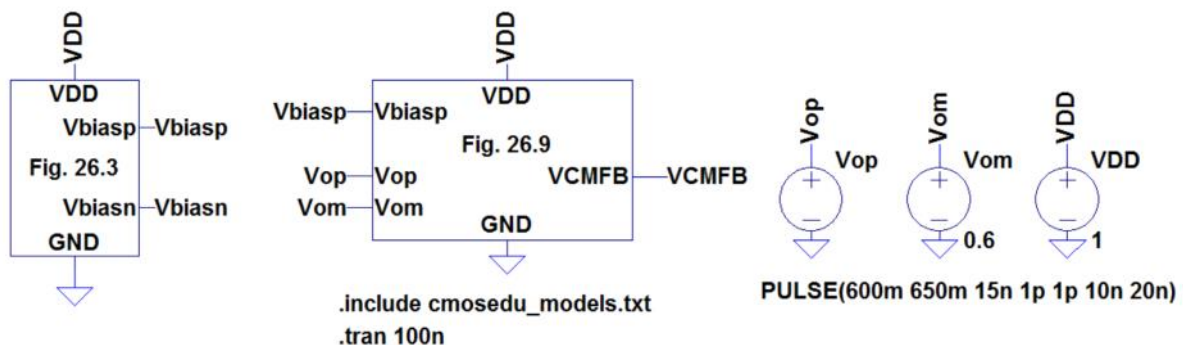 VDD
VDD
Vbiasp
Vbiasp
Fig. 26.3
Vbiasn
Vbiasn
GND
VDD
VDD
Vbiasp
Vbiasp
Fig. 26.9
Vop
Vop
VCMFB
VCMFB
Vom
Vom
GND
.include cmosedu_models.txt
.tran 100n
Vop
Vop
Vom
Vom
0.6
VDD
VDD
1
PULSE(600m 650m 15n 1p 1p 10n 20n)